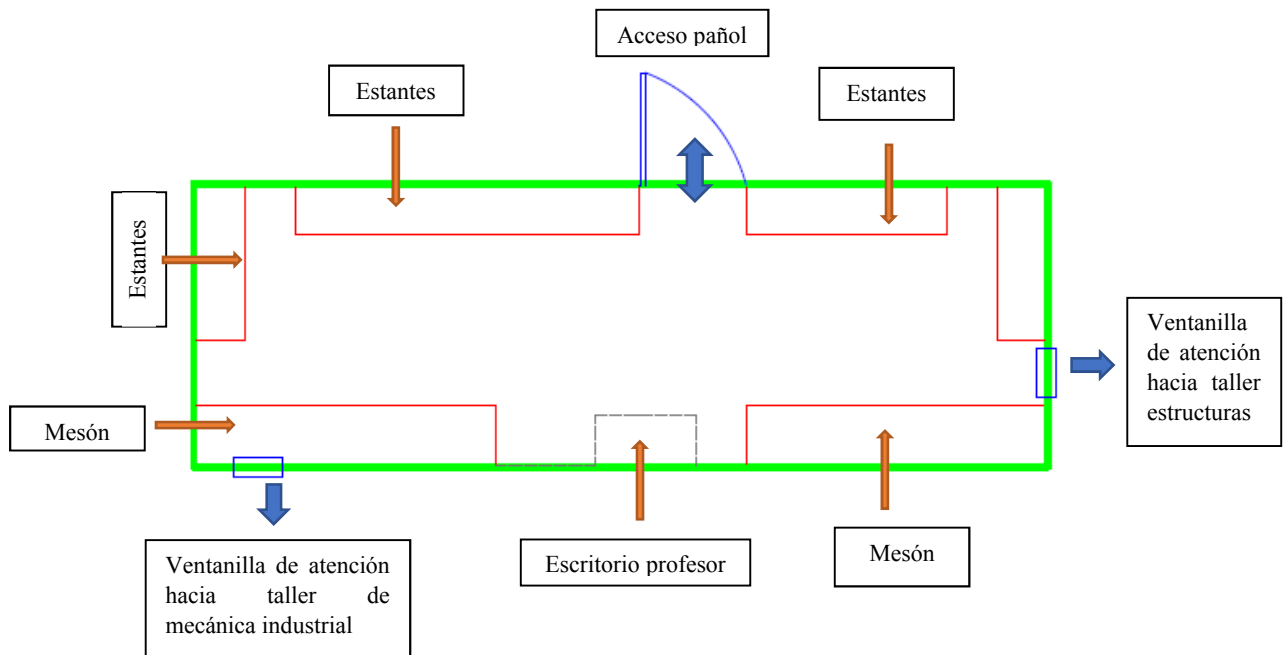 Acceso pañol
Estantes
Estantes
Estantes
Ventanilla
de atención
hacia taller
estructuras
Mesón
Ventanilla de atención
hacia taller de
mecánica industrial
Escritorio profesor
Mesón